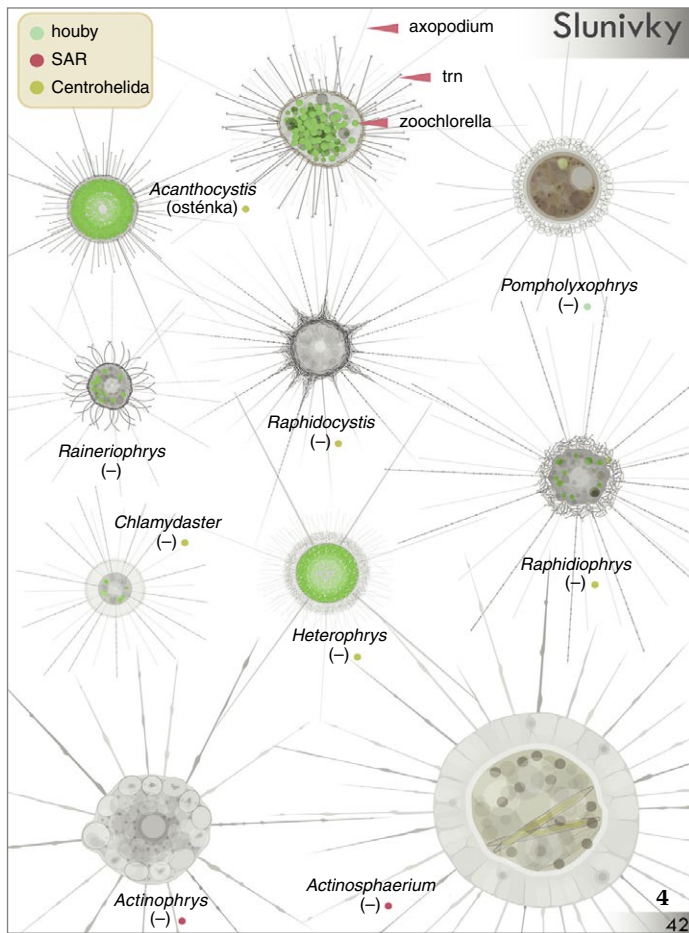 Slunivky
houby
SAR
Centrohelida
axopodium
trn
zoochlorella
Acanthocystis
(osténka)
Pompholyxophrys
(–)
Raphidocystis
(–)
Raineriophrys
(–)
Chlamydaster
(–)
Raphidiophrys
(–)
Heterophrys
(–)
Actinophrys
(–)
Actinosphaerium
(–)
4
42